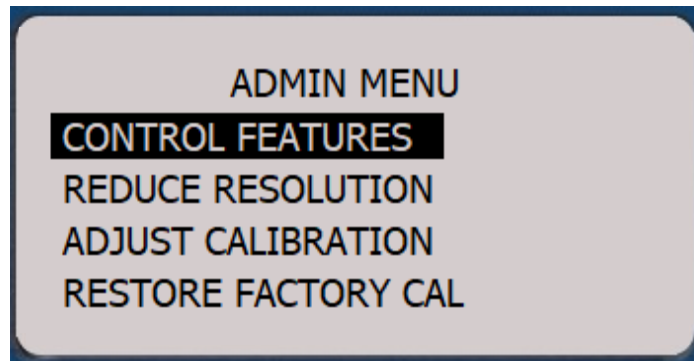 ADMIN MENU
CONTROL FEATURES
REDUCE RESOLUTION
ADJUST CALIBRATION
RESTORE FACTORY CAL